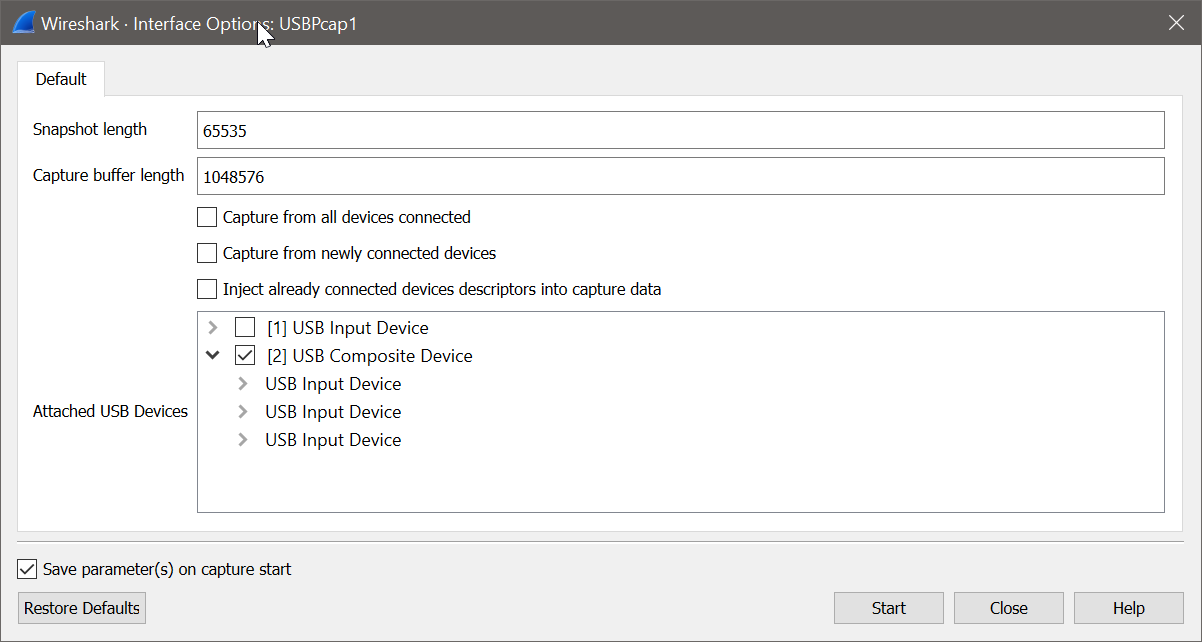 Wireshark · Interface Options: USBPcap1
Default
Snapshot length
65535
Capture buffer length
1048576
Capture from all devices connected
Capture from newly connected devices
Inject already connected devices descriptors into capture data
Attached USB Devices
[1] USB Input Device
[2] USB Composite Device
USB Input Device
USB Input Device
USB Input Device
Save parameter(s) on capture start
Restore Defaults
Start
Close
Help